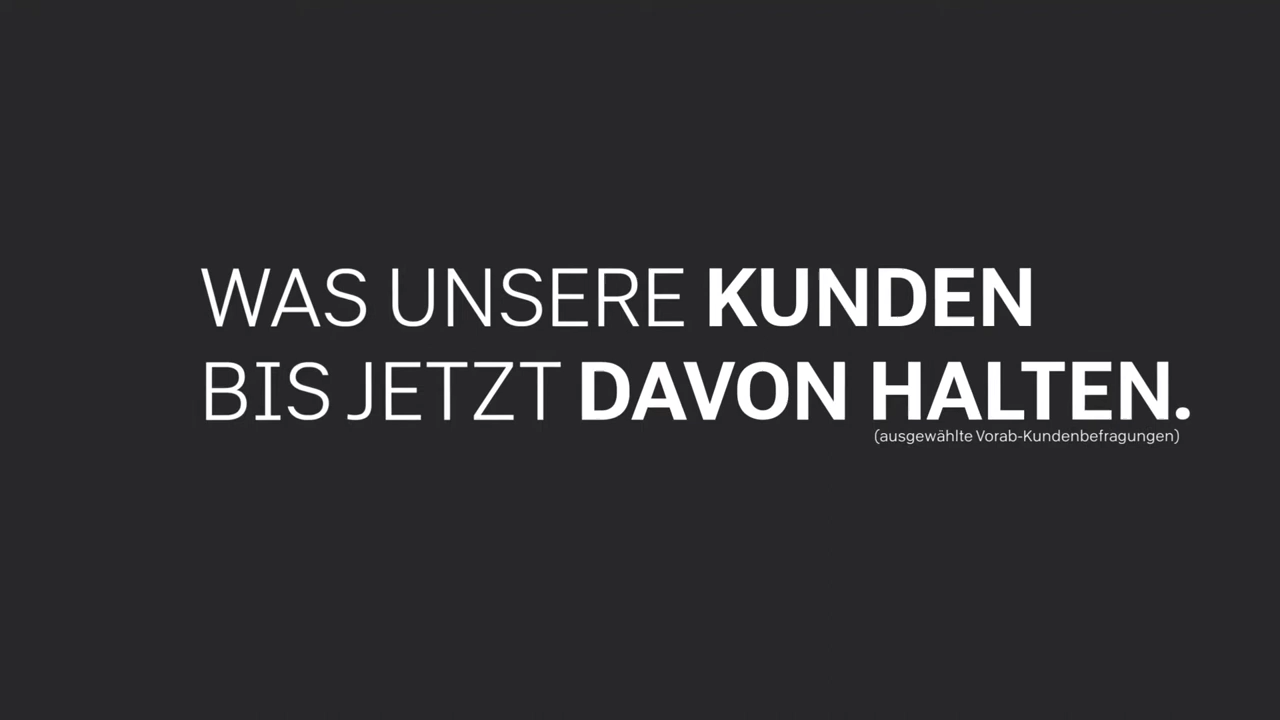 WAS UNSERE KUNDEN
BIS JETZT DAVON HALTEN.
(ausgewählte Vorab-Kundenbefragungen)